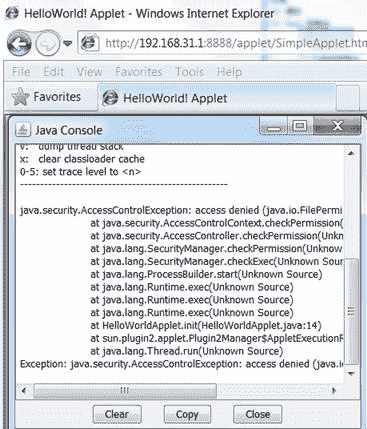 HelloWorld! Applet - Windows Internet Explorer
http://192.168.31.1:8888/applet/SimpleApplet.htm
File Edit View Favorites Tools Help
Favorites HelloWorld! Applet
Java Console
v: dump thread stack
x: clear classloader cache
0-5: set trace level to <n>
----------------------------------------------------
java.security.AccessControlException: access denied (java.io.FilePermi
at java.security.AccessControlContext.checkPermission(
at java.security.AccessController.checkPermission(Unkn
at java.lang.SecurityManager.checkPermission(Unknow
at java.lang.SecurityManager.checkExec(Unknown Sour
at java.lang.ProcessBuilder.start(Unknown Source)
at java.lang.Runtime.exec(Unknown Source)
at java.lang.Runtime.exec(Unknown Source)
at java.lang.Runtime.exec(Unknown Source)
at HelloWorldApplet.init(HelloWorldApplet.java:14)
at sun.plugin2.applet.Plugin2Manager$AppletExecutionR
at java.lang.Thread.run(Unknown Source)
Exception: java.security.AccessControlException: access denied (java.i
Clear Copy Close